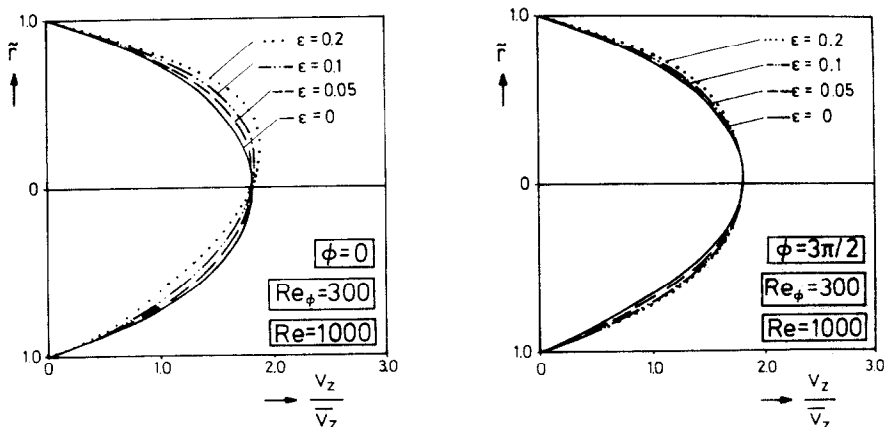 1.0
r̃
0
1.0
ε = 0.2
ε = 0.1
ε = 0.05
ε = 0
ϕ=0
Re_ϕ=300
Re=1000
0 1.0 2.0 3.0
v_z
v̅_z
1.0
r̃
0
1.0
ε = 0.2
ε = 0.1
ε = 0.05
ε = 0
ϕ=3π/2
Re_ϕ=300
Re=1000
0 1.0 2.0 3.0
v_z
v̅_z